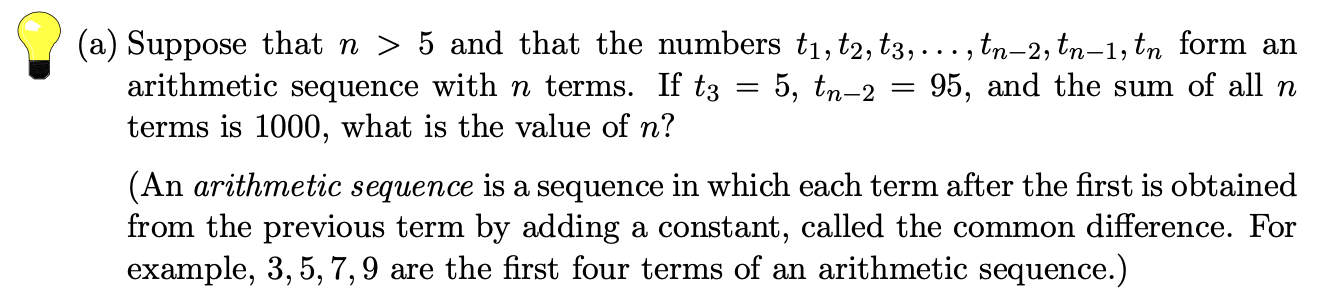 (a) Suppose that n > 5 and that the numbers t₁, t₂, t₃, . . . , tₙ₋₂, tₙ₋₁, tₙ form an
arithmetic sequence with n terms. If t₃ = 5, tₙ₋₂ = 95, and the sum of all n
terms is 1000, what is the value of n?
(An arithmetic sequence is a sequence in which each term after the first is obtained
from the previous term by adding a constant, called the common difference. For
example, 3, 5, 7, 9 are the first four terms of an arithmetic sequence.)